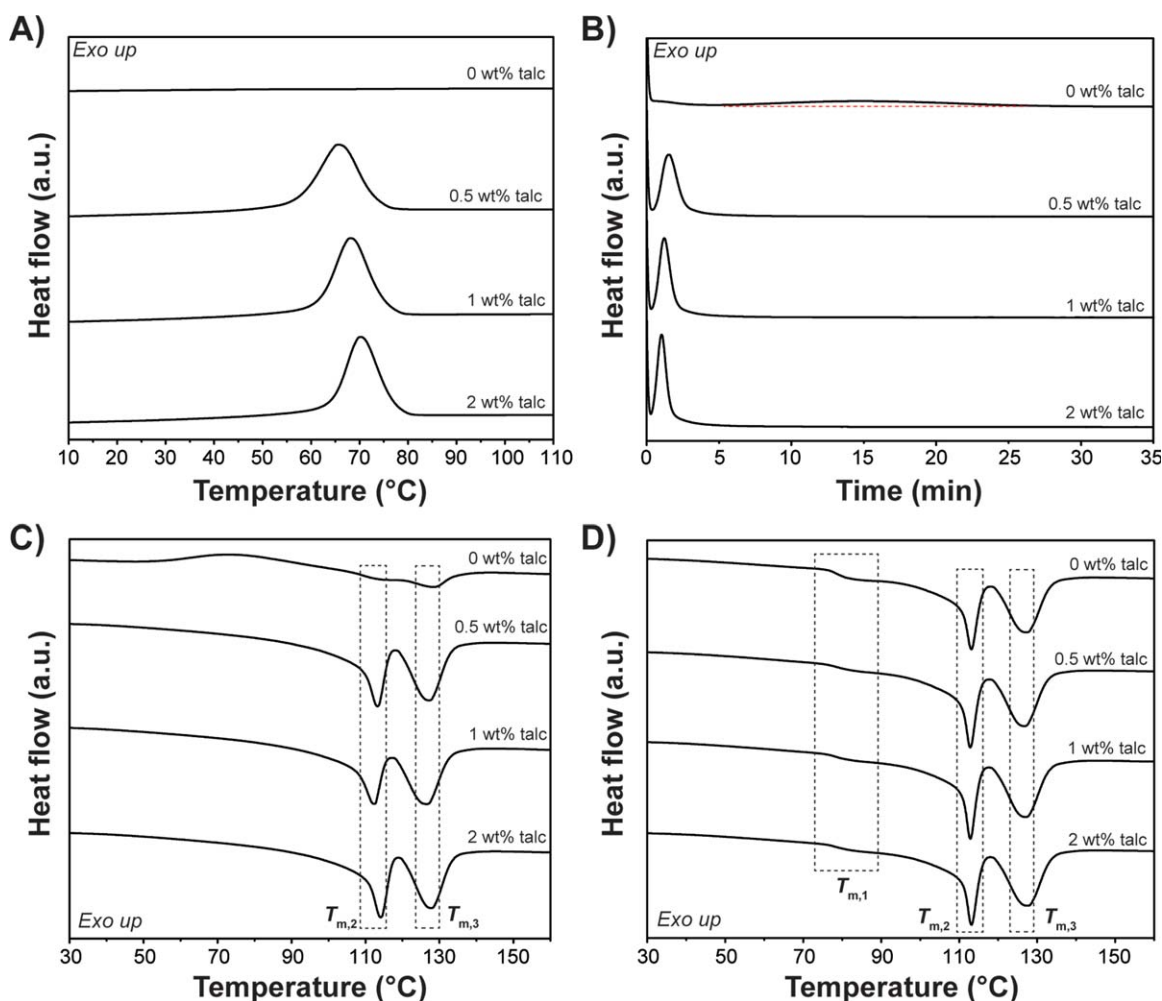 A)
Exo up
0 wt% talc
0.5 wt% talc
1 wt% talc
2 wt% talc
Heat flow (a.u.)
10 20 30 40 50 60 70 80 90 100 110
Temperature (°C)
B)
Exo up
0 wt% talc
0.5 wt% talc
1 wt% talc
2 wt% talc
Heat flow (a.u.)
0 5 10 15 20 25 30 35
Time (min)
C)
0 wt% talc
0.5 wt% talc
1 wt% talc
2 wt% talc
Tm,2 Tm,3
Exo up
Heat flow (a.u.)
30 50 70 90 110 130 150
Temperature (°C)
D)
0 wt% talc
0.5 wt% talc
1 wt% talc
2 wt% talc
Tm,1
Tm,2 Tm,3
Exo up
Heat flow (a.u.)
30 50 70 90 110 130 150
Temperature (°C)